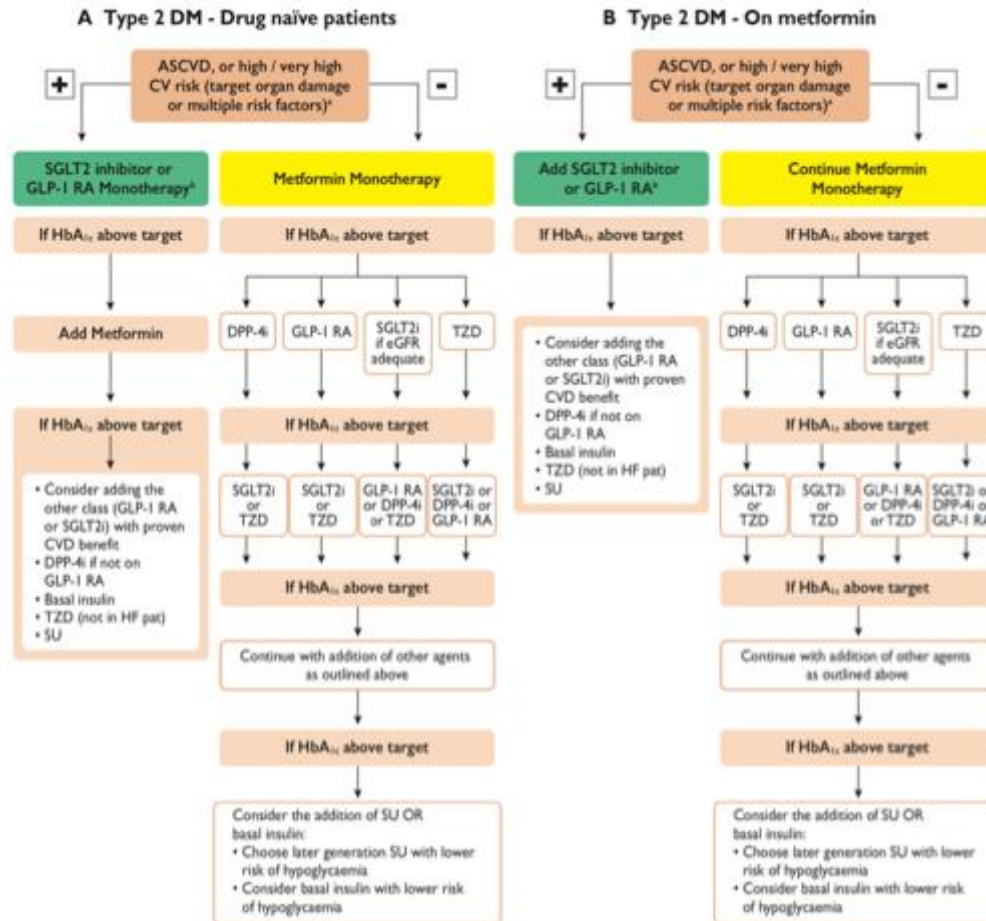 A Type 2 DM - Drug naïve patients
ASCVD, or high / very high
CV risk (target organ damage
or multiple risk factors)ᵃ
+
-
SGLT2 inhibitor or
GLP-1 RA Monotherapyᵇ
Metformin Monotherapy
If HbA₁c above target
If HbA₁c above target
Add Metformin
DPP-4i
GLP-1 RA
SGLT2i
if eGFR
adequate
TZD
If HbA₁c above target
If HbA₁c above target
• Consider adding the
other class (GLP-1 RA
or SGLT2i) with proven
CVD benefit
• DPP-4i if not on
GLP-1 RA
• Basal insulin
• TZD (not in HF pat)
• SU
SGLT2i
or
TZD
SGLT2i
or
TZD
GLP-1 RA
or DPP-4i
or TZD
SGLT2i or
DPP-4i or
GLP-1 RA
If HbA₁c above target
Continue with addition of other agents
as outlined above
If HbA₁c above target
Consider the addition of SU OR
basal insulin:
• Choose later generation SU with lower
risk of hypoglycaemia
• Consider basal insulin with lower risk
of hypoglycaemia
B Type 2 DM - On metformin
ASCVD, or high / very high
CV risk (target organ damage
or multiple risk factors)ᵃ
+
-
Add SGLT2 inhibitor
or GLP-1 RAᵇ
Continue Metformin
Monotherapy
If HbA₁c above target
If HbA₁c above target
• Consider adding the
other class (GLP-1 RA
or SGLT2i) with proven
CVD benefit
• DPP-4i if not on
GLP-1 RA
• Basal insulin
• TZD (not in HF pat)
• SU
DPP-4i
GLP-1 RA
SGLT2i
if eGFR
adequate
TZD
If HbA₁c above target
SGLT2i
or
TZD
SGLT2i
or
TZD
GLP-1 RA
or DPP-4i
or TZD
SGLT2i or
DPP-4i or
GLP-1 RA
If HbA₁c above target
Continue with addition of other agents
as outlined above
If HbA₁c above target
Consider the addition of SU OR
basal insulin:
• Choose later generation SU with lower
risk of hypoglycaemia
• Consider basal insulin with lower risk
of hypoglycaemia